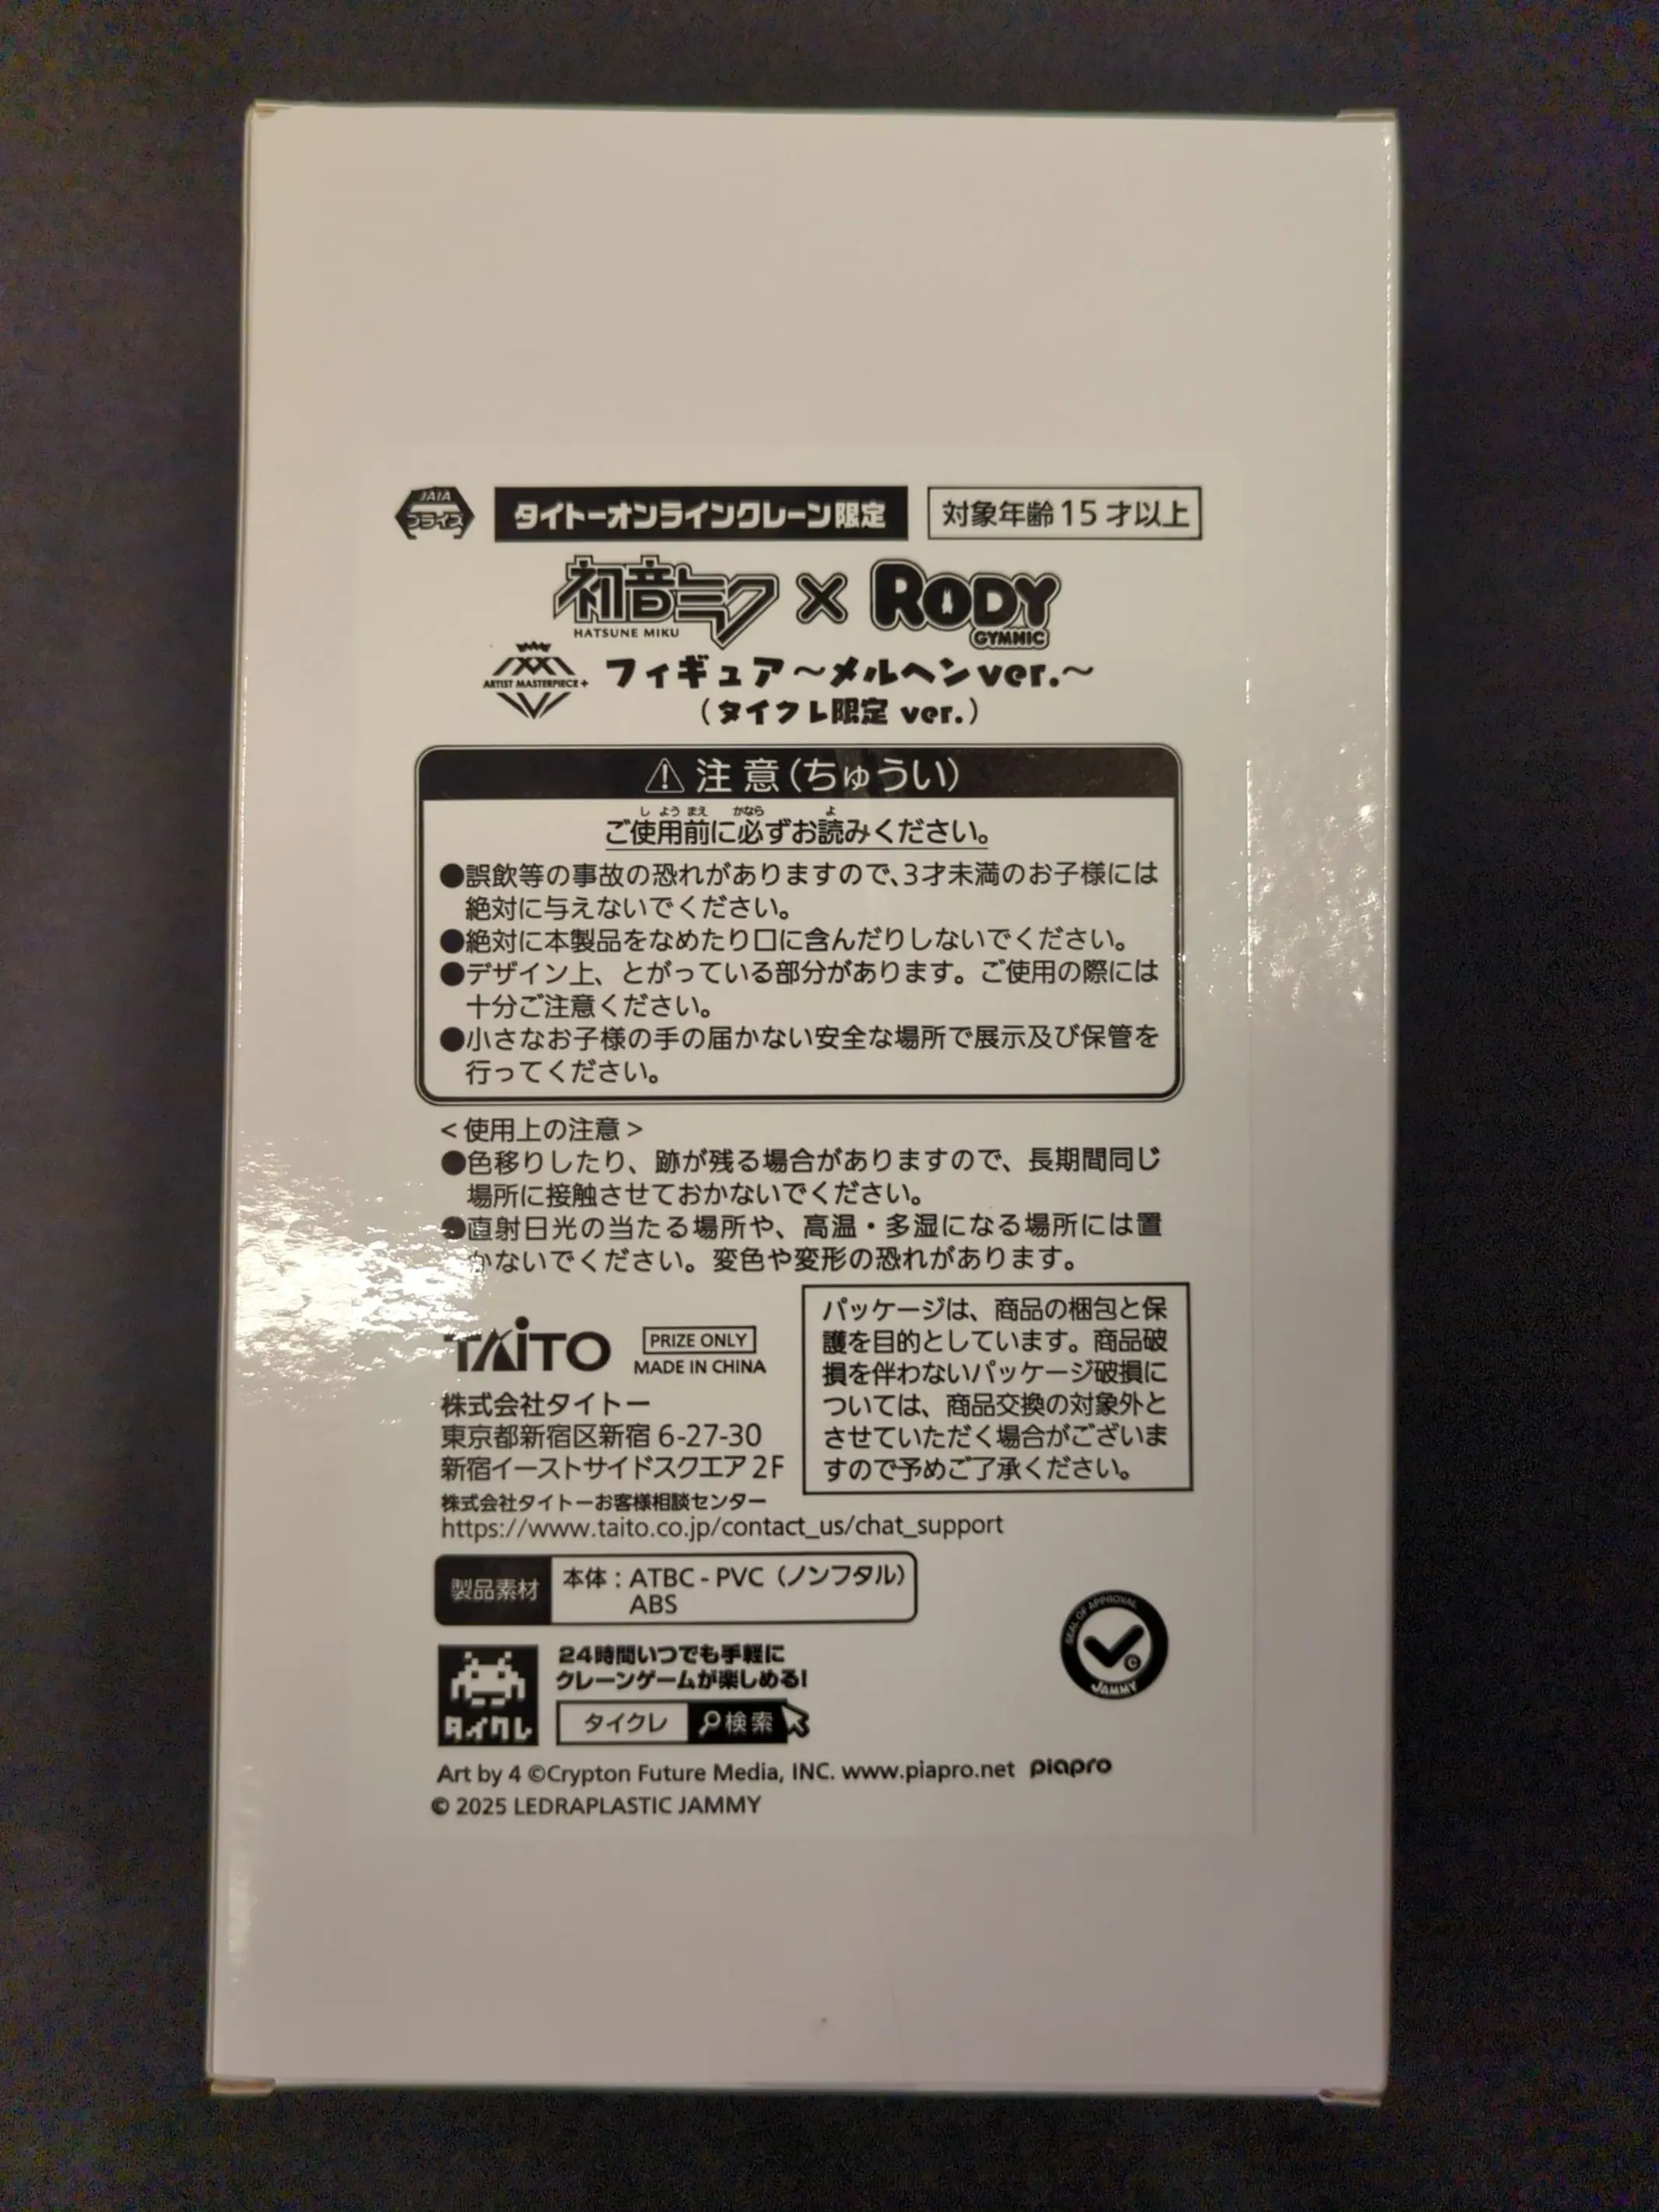 JAIA
プライズ
タイトーオンラインクレーン限定
対象年齢15才以上
初音ミク × RODY
HATSUNE MIKU
GYMNIC
ARTIST MASTERPIECE+
フィギュア～メルヘンver.～
（タイクレ限定 ver.）
⚠ 注意（ちゅうい）
し よう まえ かなら よ
ご使用前に必ずお読みください。
●誤飲等の事故の恐れがありますので、3才未満のお子様には
絶対に与えないでください。
●絶対に本製品をなめたり口に含んだりしないでください。
●デザイン上、とがっている部分があります。ご使用の際には
十分ご注意ください。
●小さなお子様の手の届かない安全な場所で展示及び保管を
行ってください。
＜使用上の注意＞
●色移りしたり、跡が残る場合がありますので、長期間同じ
場所に接触させておかないでください。
●直射日光の当たる場所や、高温・多湿になる場所には置
かないでください。変色や変形の恐れがあります。
TAITO
PRIZE ONLY
MADE IN CHINA
株式会社タイトー
東京都新宿区新宿 6-27-30
新宿イーストサイドスクエア 2F
パッケージは、商品の梱包と保
護を目的としています。商品破
損を伴わないパッケージ破損に
ついては、商品交換の対象外と
させていただく場合がございま
すので予めご了承ください。
株式会社タイトーお客様相談センター
https://www.taito.co.jp/contact_us/chat_support
製品素材
本体：ATBC - PVC（ノンフタル）
ABS
SEAL OF APPROVAL
©
JAMMY
タイクレ
24時間いつでも手軽に
クレーンゲームが楽しめる!
タイクレ 検索
Art by 4 ©Crypton Future Media, INC. www.piapro.net piapro
© 2025 LEDRAPLASTIC JAMMY